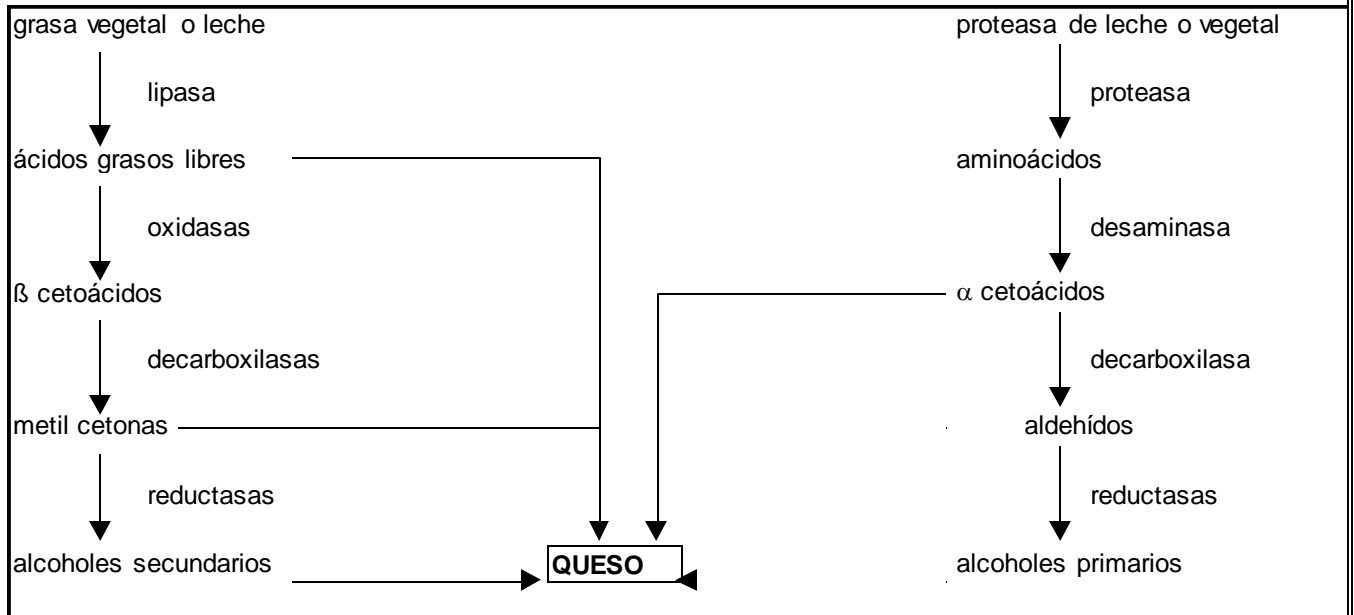 grasa vegetal o leche
lipasa
ácidos grasos libres
oxidasas
ß cetoácidos
decarboxilasas
metil cetonas
reductasas
alcoholes secundarios
QUESO
proteasa de leche o vegetal
proteasa
aminoácidos
desaminasa
α cetoácidos
decarboxilasa
aldehídos
reductasas
alcoholes primarios